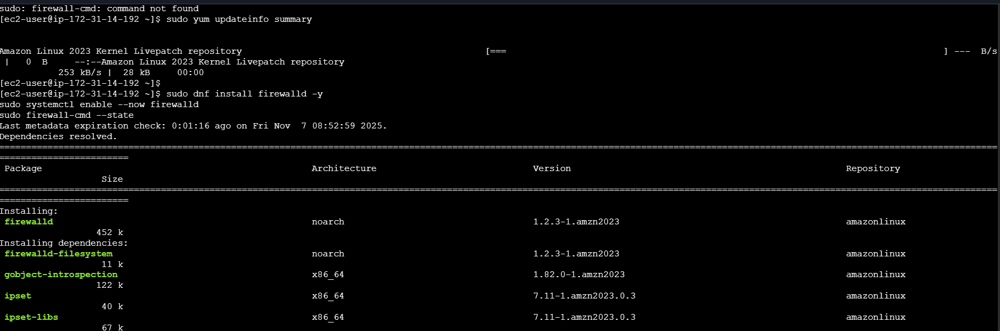 sudo: firewall-cmd: command not found
[ec2-user@ip-172-31-14-192 ~]$ sudo yum updateinfo summary
Amazon Linux 2023 Kernel Livepatch repository [=== ] --- B/s
| 0 B --:--Amazon Linux 2023 Kernel Livepatch repository
253 kB/s | 28 kB 00:00
[ec2-user@ip-172-31-14-192 ~]$
[ec2-user@ip-172-31-14-192 ~]$ sudo dnf install firewalld -y
sudo systemctl enable --now firewalld
sudo firewall-cmd --state
Last metadata expiration check: 0:01:16 ago on Fri Nov  7 08:52:59 2025.
Dependencies resolved.
================================================================================
========================
Package Architecture Version Repository
Size
================================================================================
========================
Installing:
firewalld noarch 1.2.3-1.amzn2023 amazonlinux
452 k
Installing dependencies:
firewalld-filesystem noarch 1.2.3-1.amzn2023 amazonlinux
11 k
gobject-introspection x86_64 1.82.0-1.amzn2023 amazonlinux
122 k
ipset x86_64 7.11-1.amzn2023.0.3 amazonlinux
40 k
ipset-libs x86_64 7.11-1.amzn2023.0.3 amazonlinux
67 k